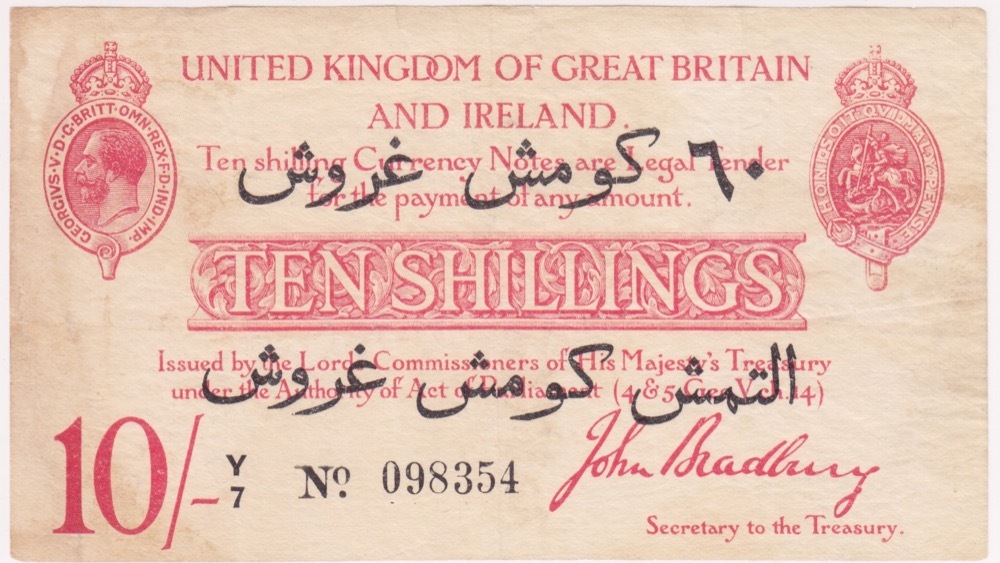 UNITED KINGDOM OF GREAT BRITAIN
AND IRELAND.
GEORGIVS·V·D·G·BRITT·OMN·REX·F·D·IND·IMP·
HONI·SOIT·QVI·MAL·Y·PENSE
Ten shilling Currency Notes are Legal Tender
for the payment of any amount.
٦٠ كومش غروش
TEN SHILLINGS
Issued by the Lords Commissioners of His Majesty's Treasury
under the Authority of Act of Parliament (4 & 5 Geo. V. ch. 14)
التمش كومش غروش
10/-
Y
7
Nº 098354
John Bradbury
Secretary to the Treasury.